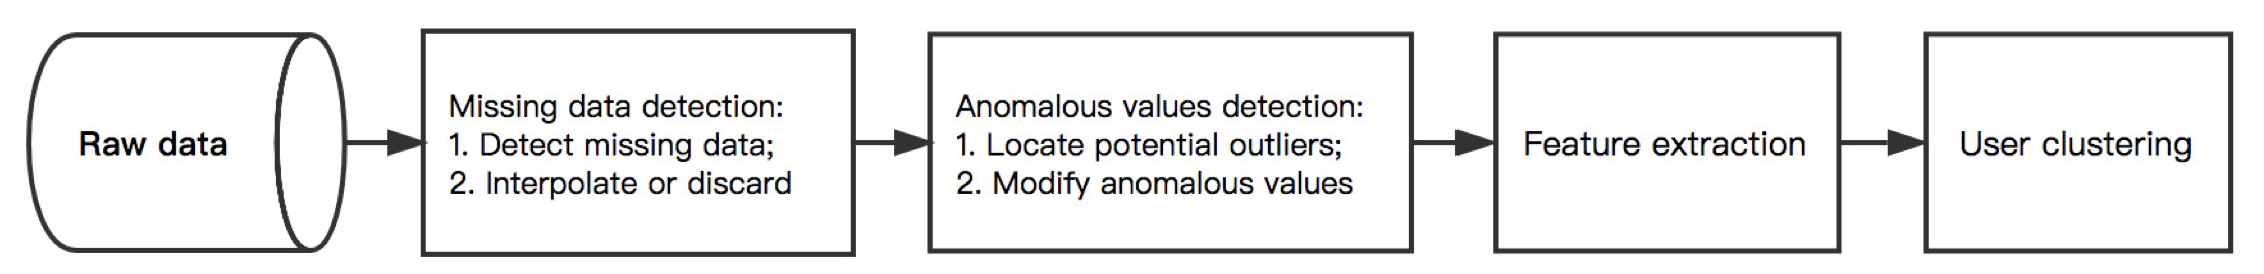 Raw data
Missing data detection:
1. Detect missing data;
2. Interpolate or discard
Anomalous values detection:
1. Locate potential outliers;
2. Modify anomalous values
Feature extraction
User clustering